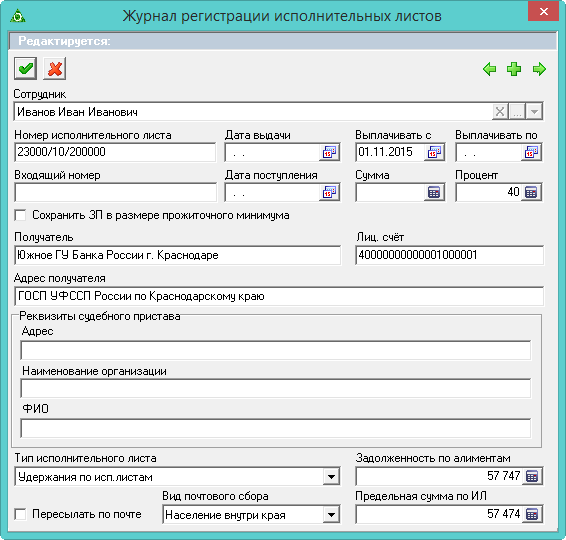 Журнал регистрации исполнительных листов
Редактируется:
Сотрудник
Иванов Иван Иванович
Номер исполнительного листа Дата выдачи Выплачивать с Выплачивать по
23000/10/200000 . . 01.11.2015 . .
Входящий номер Дата поступления Сумма Процент
. . 40
Сохранить ЗП в размере прожиточного минимума
Получатель Лиц. счёт
Южное ГУ Банка России г. Краснодаре 40000000000001000001
Адрес получателя
ГОСП УФССП России по Краснодарскому краю
Реквизиты судебного пристава
Адрес
Наименование организации
ФИО
Тип исполнительного листа Задолженность по алиментам
Удержания по исп.листам 57 747
Вид почтового сбора Предельная сумма по ИЛ
Пересылать по почте Население внутри края 57 474